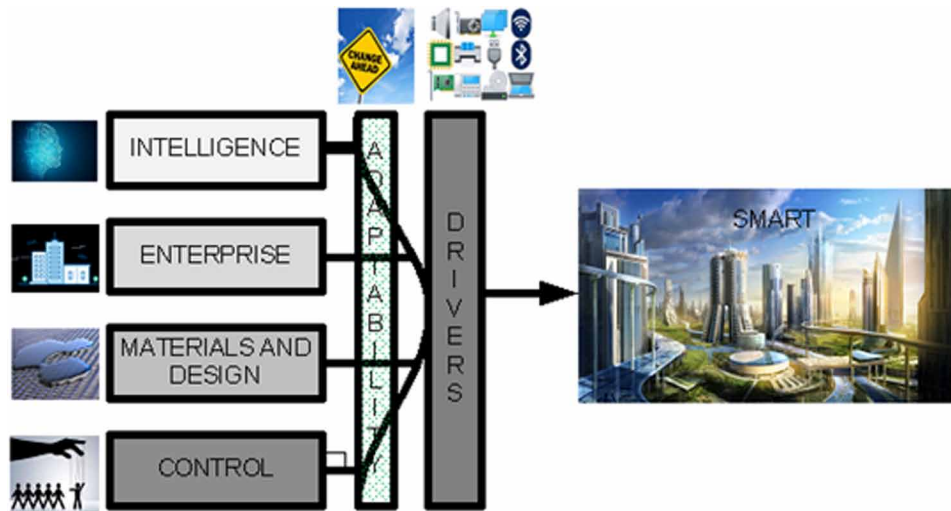 CHANGE
AHEAD
INTELLIGENCE
ENTERPRISE
MATERIALS AND
DESIGN
CONTROL
ADAPTABILITY
DRIVERS
SMART